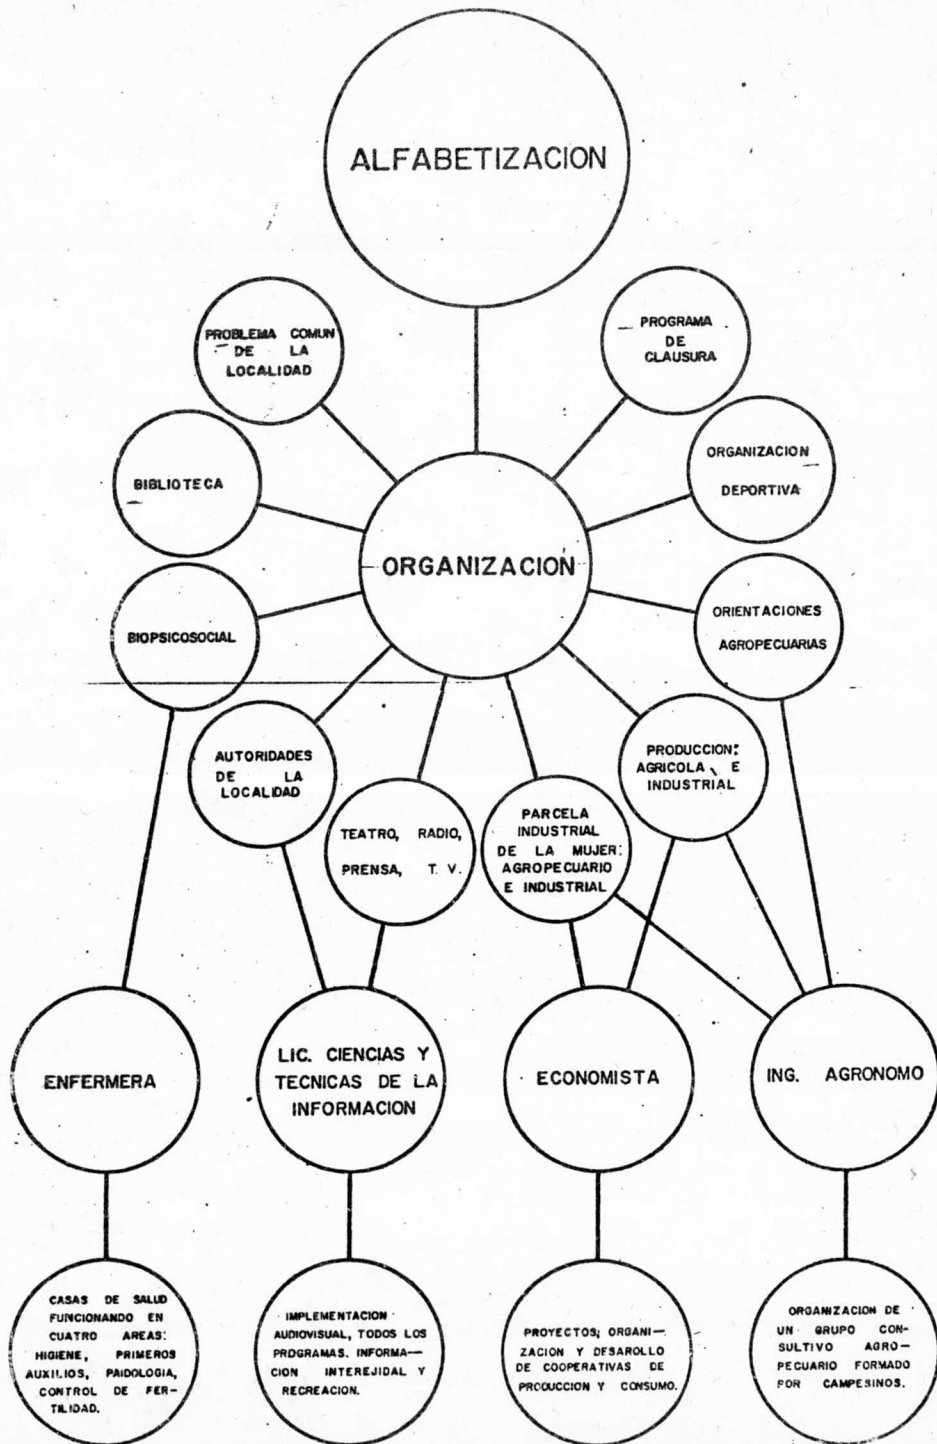 ALFABETIZACION
PROBLEMA COMUN
DE LA
LOCALIDAD
PROGRAMA
DE
CLAUSURA
BIBLIOTECA
ORGANIZACION
DEPORTIVA
ORGANIZACION
BIOPSICOSOCIAL
ORIENTACIONES
AGROPECUARIAS
AUTORIDADES
DE LA
LOCALIDAD
TEATRO, RADIO,
PRENSA, T. V.
PARCELA
INDUSTRIAL
DE LA MUJER:
AGROPECUARIO
E INDUSTRIAL
PRODUCCION:
AGRICOLA E
INDUSTRIAL
ENFERMERA
LIC. CIENCIAS Y
TECNICAS DE LA
INFORMACION
ECONOMISTA
ING. AGRONOMO
CASAS DE SALUD
FUNCIONANDO EN
CUATRO AREAS:
HIGIENE, PRIMEROS
AUXILIOS, PAIDOLOGIA,
CONTROL DE FER-
TILIDAD.
IMPLEMENTACION
AUDIOVISUAL, TODOS LOS
PROGRAMAS. INFORMA-
CION INTEREJIDAL Y
RECREACION.
PROYECTOS; ORGANI-
ZACION Y DESAROLLO
DE COOPERATIVAS DE
PRODUCCION Y CONSUMO.
ORGANIZACION DE
UN GRUPO CON-
SULTIVO AGRO-
PECUARIO FORMADO
POR CAMPESINOS.